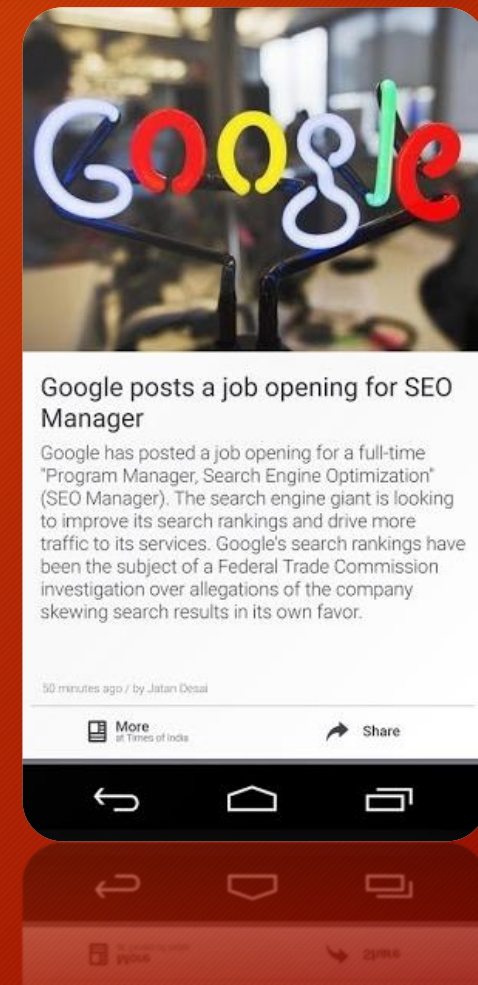 Google
Google posts a job opening for SEO
Manager
Google has posted a job opening for a full-time
"Program Manager, Search Engine Optimization"
(SEO Manager). The search engine giant is looking
to improve its search rankings and drive more
traffic to its services. Google's search rankings have
been the subject of a Federal Trade Commission
investigation over allegations of the company
skewing search results in its own favor.
50 minutes ago / by Jatan Desai
More
at Times of India
Share